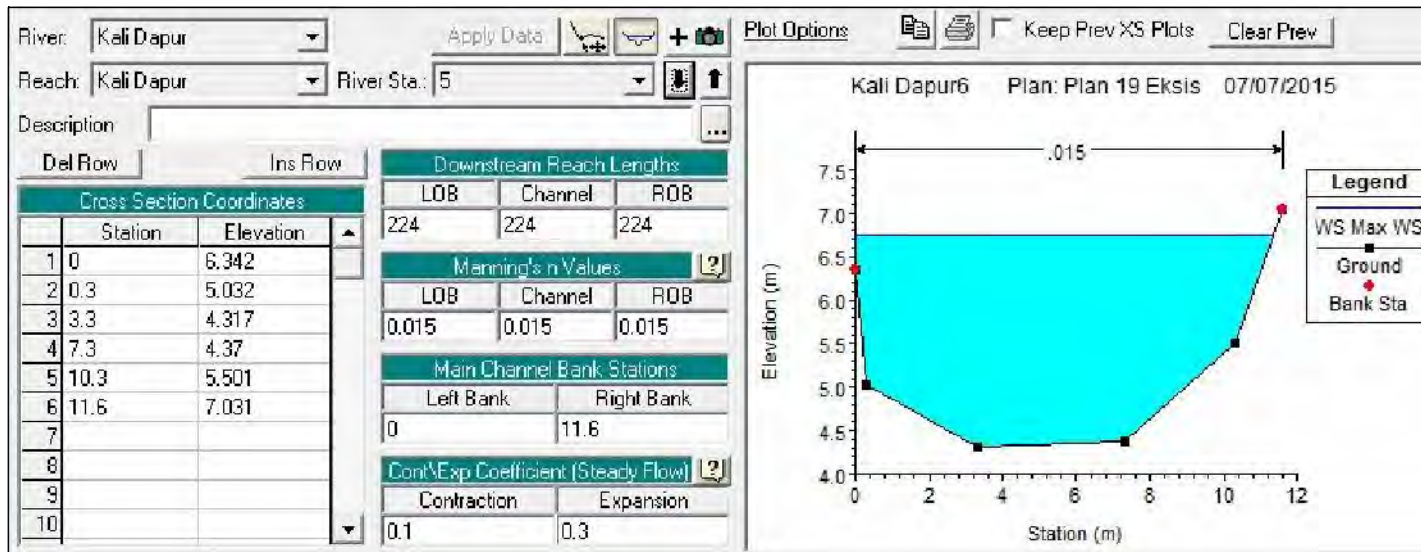 River: Kali Dapur Apply Data
Reach: Kali Dapur River Sta.: 5
Description ...
Del Row Ins Row
Cross Section Coordinates
Station Elevation
1 0 6.342
2 0.3 5.032
3 3.3 4.317
4 7.3 4.37
5 10.3 5.501
6 11.6 7.031
7
8
9
10
Downstream Reach Lengths
LOB Channel ROB
224 224 224
Manning's n Values ?
LOB Channel ROB
0.015 0.015 0.015
Main Channel Bank Stations
Left Bank Right Bank
0 11.6
Cont\Exp Coefficient (Steady Flow) ?
Contraction Expansion
0.1 0.3
Plot Options Keep Prev XS Plots Clear Prev
Kali Dapur6 Plan: Plan 19 Eksis 07/07/2015
.015
7.5
7.0
6.5
6.0
5.5
5.0
4.5
4.0
0 2 4 6 8 10 12
Elevation (m)
Station (m)
Legend
WS Max WS
Ground
Bank Sta